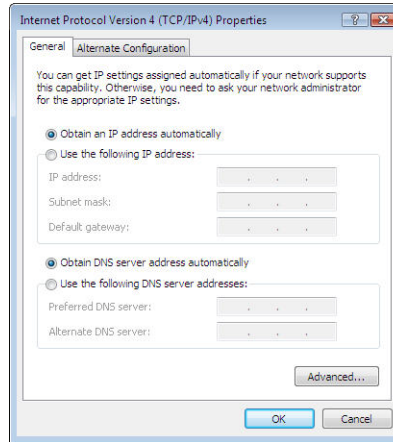 Internet Protocol Version 4 (TCP/IPv4) Properties
General
Alternate Configuration
You can get IP settings assigned automatically if your network supports
this capability. Otherwise, you need to ask your network administrator
for the appropriate IP settings.
Obtain an IP address automatically
Use the following IP address:
IP address:
Subnet mask:
Default gateway:
Obtain DNS server address automatically
Use the following DNS server addresses:
Preferred DNS server:
Alternate DNS server:
Advanced...
OK
Cancel